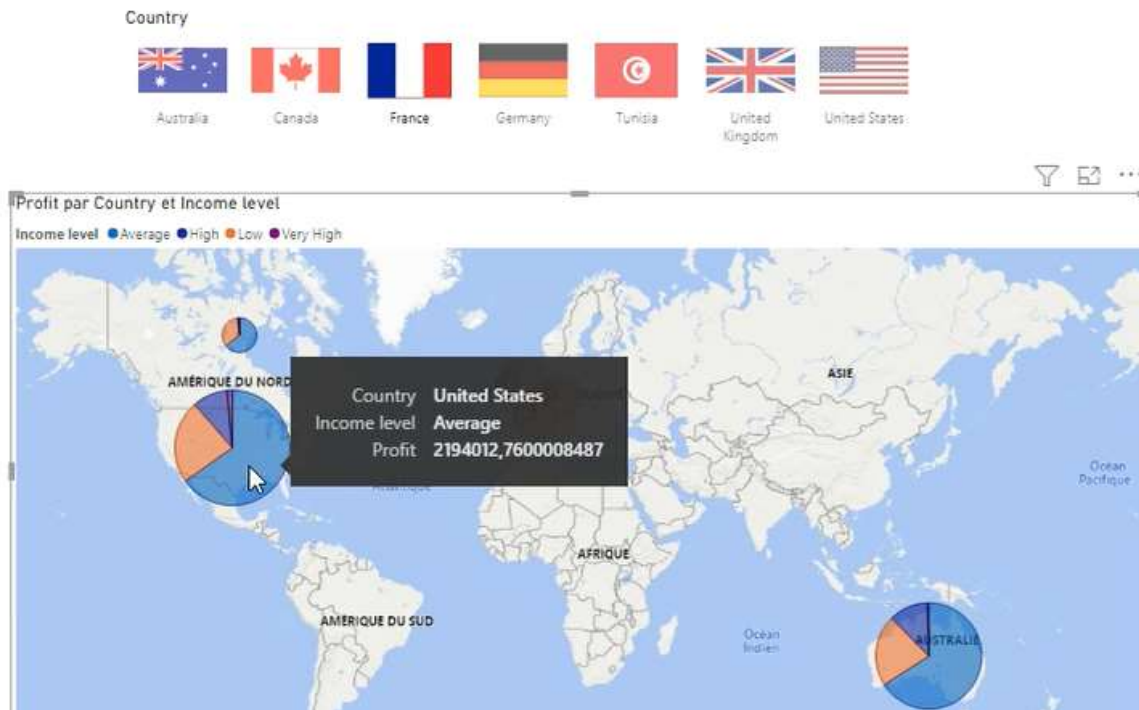 Country
Australia
Canada
France
Germany
Tunisia
United
Kingdom
United States
Profit par Country et Income level
Income level Average High Low Very High
AMÉRIQUE DU NORD
ASIE
Country United States
Income level Average
Profit 2194012,7600008487
Océan
Pacifique
Atlantique
AFRIQUE
AMÉRIQUE DU SUD
Océan
Indien
AUSTRALIE